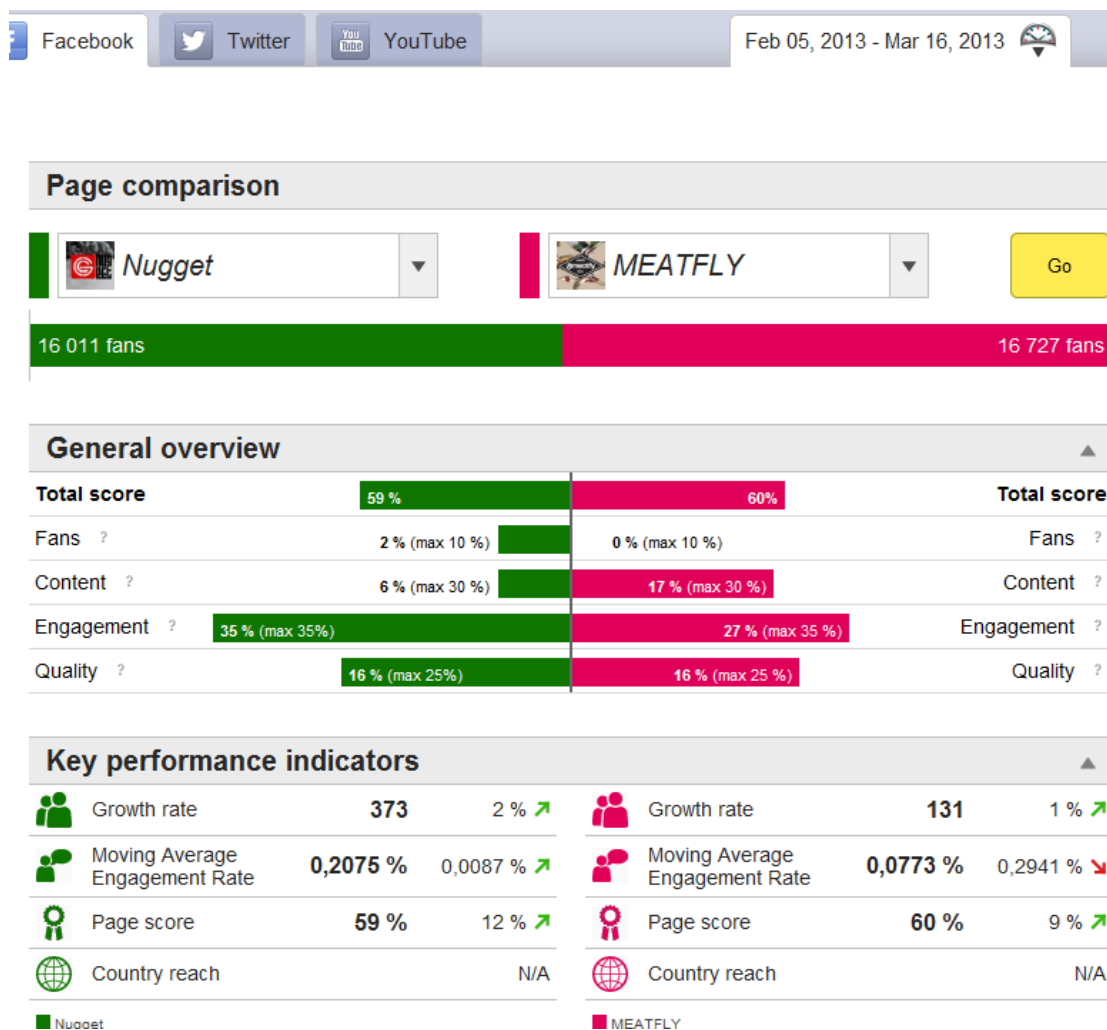 Facebook Twitter You Tube YouTube Feb 05, 2013 - Mar 16, 2013
Page comparison
Nugget MEATFLY Go
16 011 fans 16 727 fans
General overview
Total score 59 % 60% Total score
Fans ? 2 % (max 10 %) 0 % (max 10 %) Fans ?
Content ? 6 % (max 30 %) 17 % (max 30 %) Content ?
Engagement ? 35 % (max 35%) 27 % (max 35 %) Engagement ?
Quality ? 16 % (max 25%) 16 % (max 25 %) Quality ?
Key performance indicators
Growth rate 373 2 % Growth rate 131 1 %
Moving Average
Engagement Rate 0,2075 % 0,0087 % Moving Average
Engagement Rate 0,0773 % 0,2941 %
Page score 59 % 12 % Page score 60 % 9 %
Country reach N/A Country reach N/A
Nugget MEATFLY